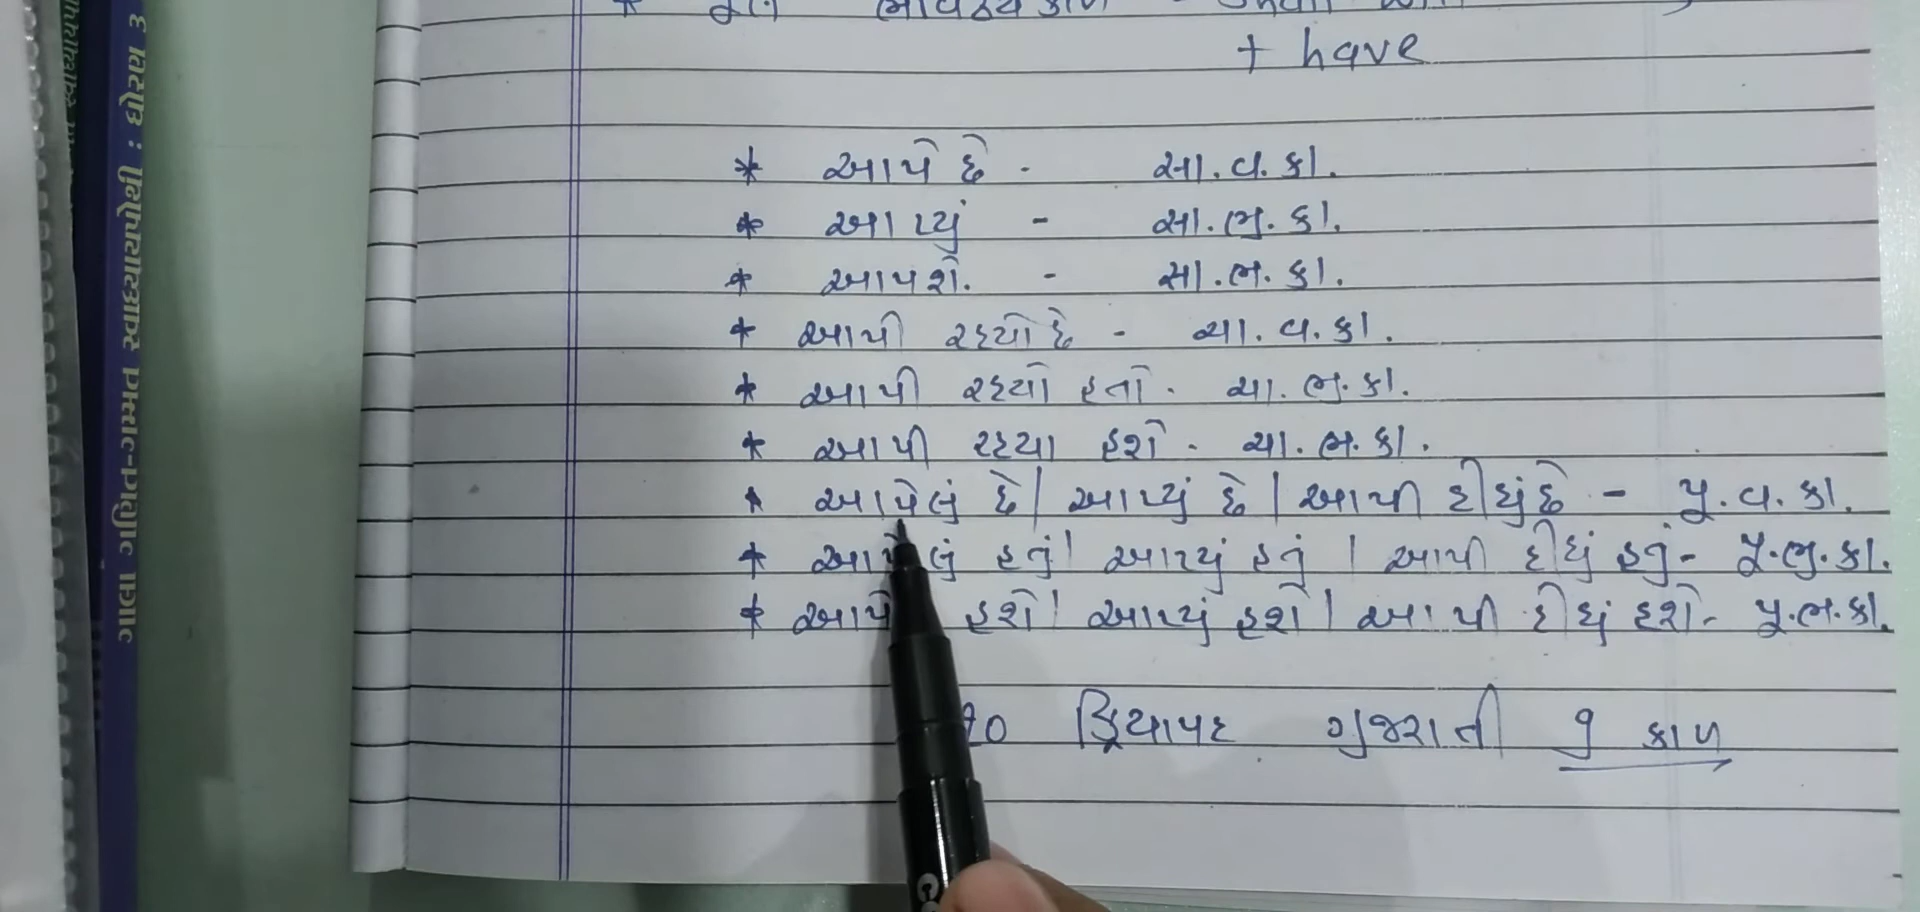 + have
* આપે છે - સા.વ.કા.
* આપ્યું - સા.ભૂ.કા.
* આપશે. - સા.ભ.કા.
* આપી રહ્યો છે - ચા.વ.કા.
* આપી રહ્યો હતો - ચા.ભૂ.કા.
* આપી રહ્યા હશે - ચા.ભ.કા.
* આપેલું છે | આપ્યું છે | આપી દીધું છે - પૂ.વ.કા.
* આપેલું હતું | આપ્યું હતું | આપી દીધું હતું - પૂ.ભૂ.કા.
* હશે | આપ્યું હશે | આપી દીધું હશે - પૂ.ભ.કા.
10 ક્રિયાપદ ગુજરાતી 9 કાળ